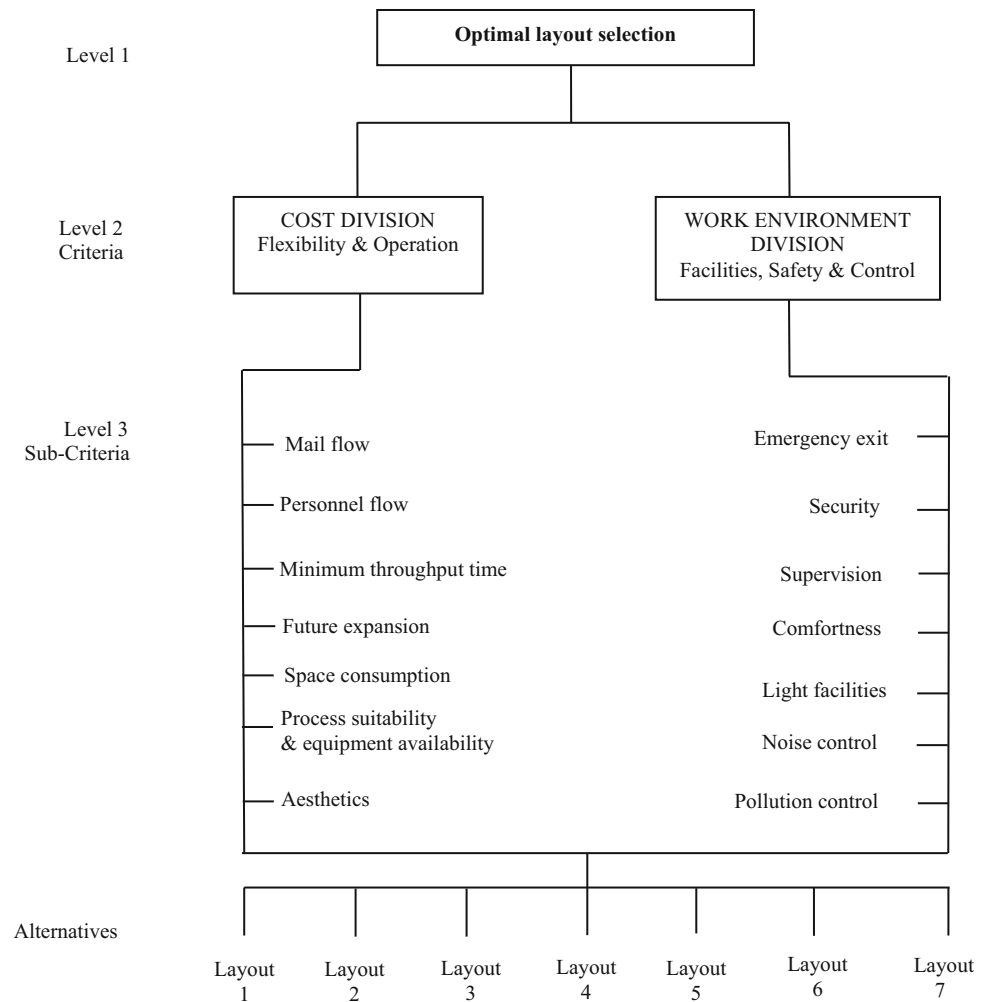 Level 1
Optimal layout selection
Level 2
Criteria
COST DIVISION
Flexibility & Operation
WORK ENVIRONMENT
DIVISION
Facilities, Safety & Control
Level 3
Sub-Criteria
Mail flow
Personnel flow
Minimum throughput time
Future expansion
Space consumption
Process suitability
& equipment availability
Aesthetics
Emergency exit
Security
Supervision
Comfortness
Light facilities
Noise control
Pollution control
Alternatives
Layout
1
Layout
2
Layout
3
Layout
4
Layout
5
Layout
6
Layout
7